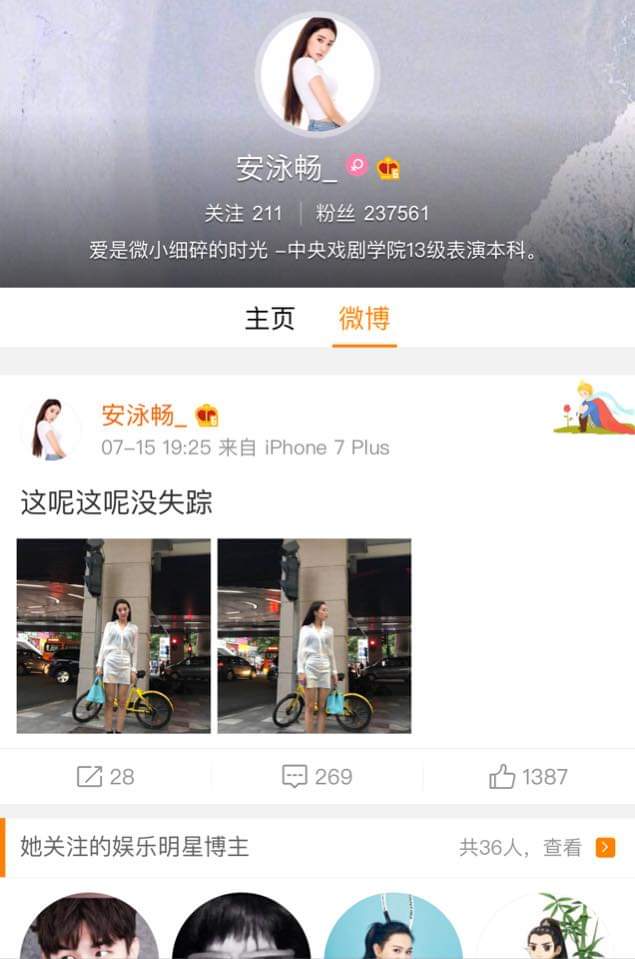 安泳畅_
关注 211 粉丝 237561
爱是微小细碎的时光 -中央戏剧学院13级表演本科。
主页 微博
安泳畅_
07-15 19:25 来自 iPhone 7 Plus
这呢这呢没失踪
28 269 1387
她关注的娱乐明星博主 共36人，查看